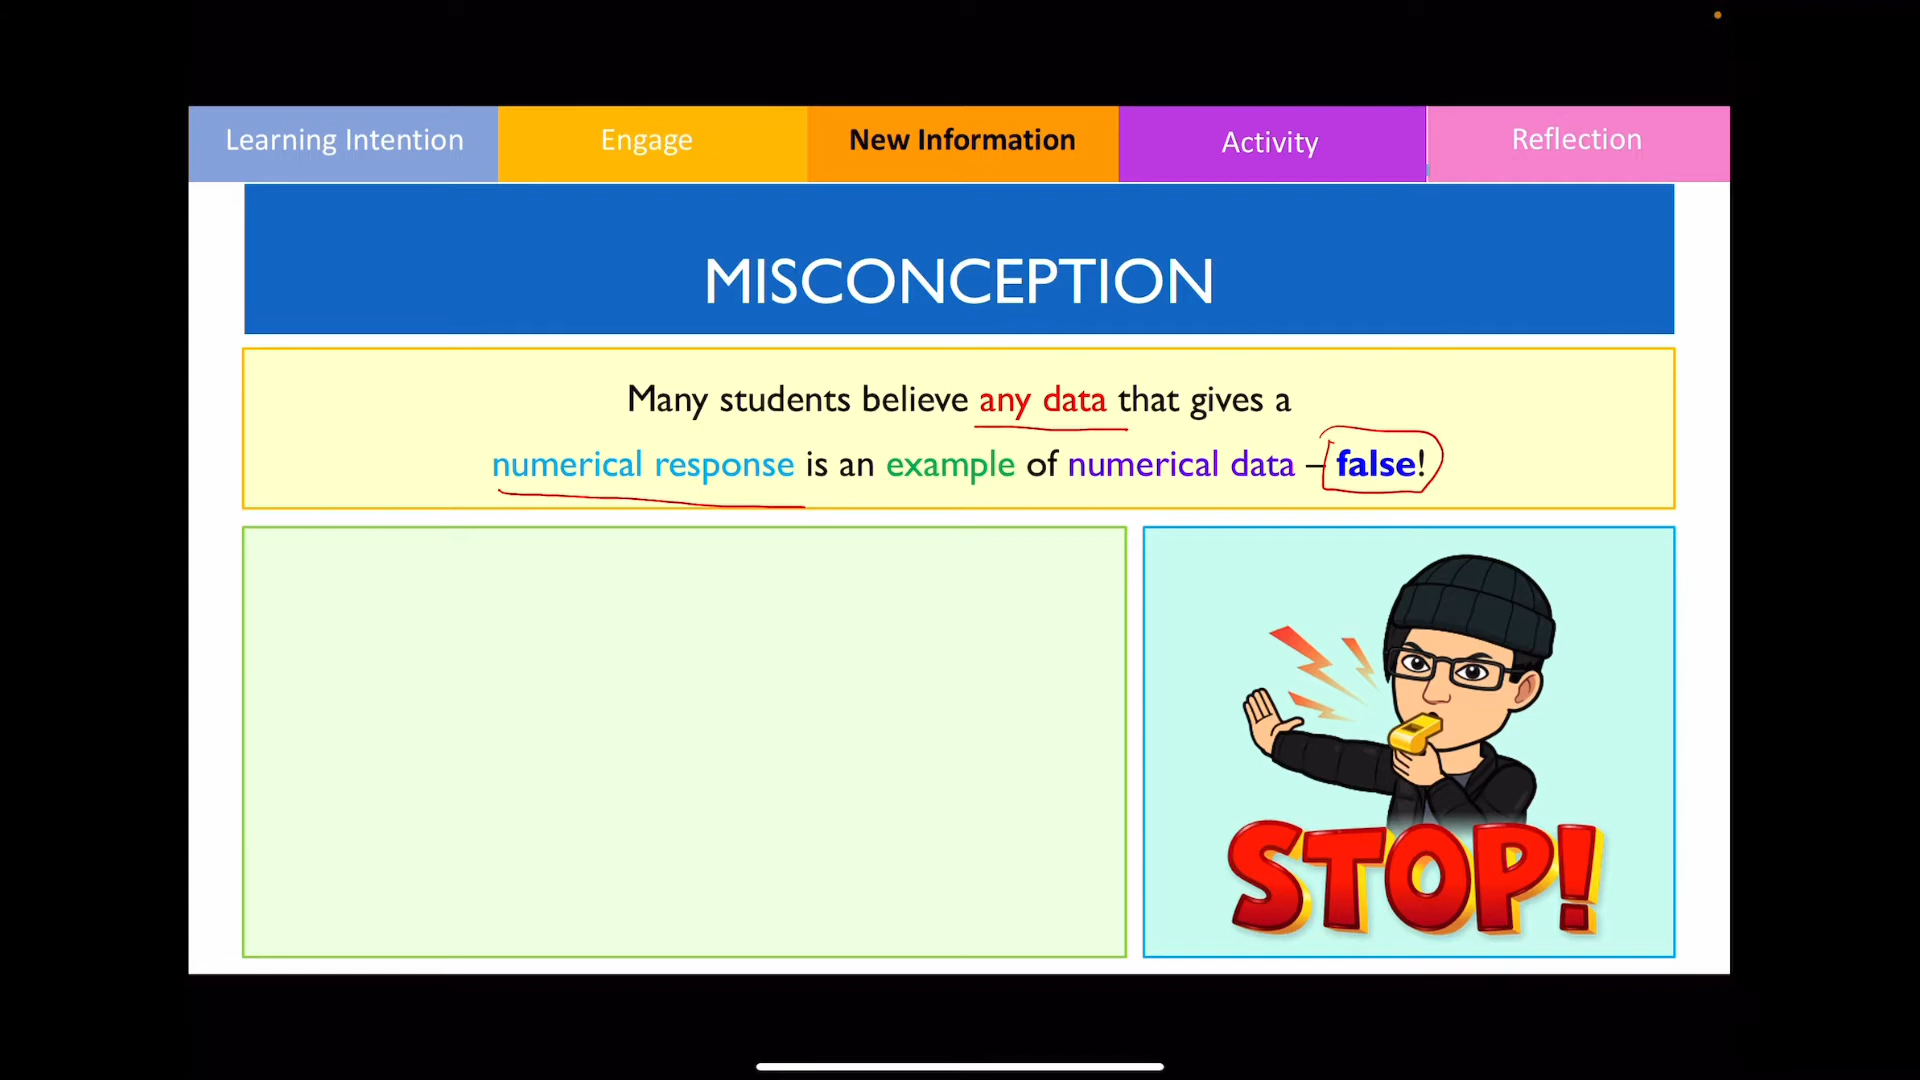 Learning Intention
Engage
New Information
Activity
Reflection
MISCONCEPTION
Many students believe any data that gives a
numerical response is an example of numerical data – false!
STOP!